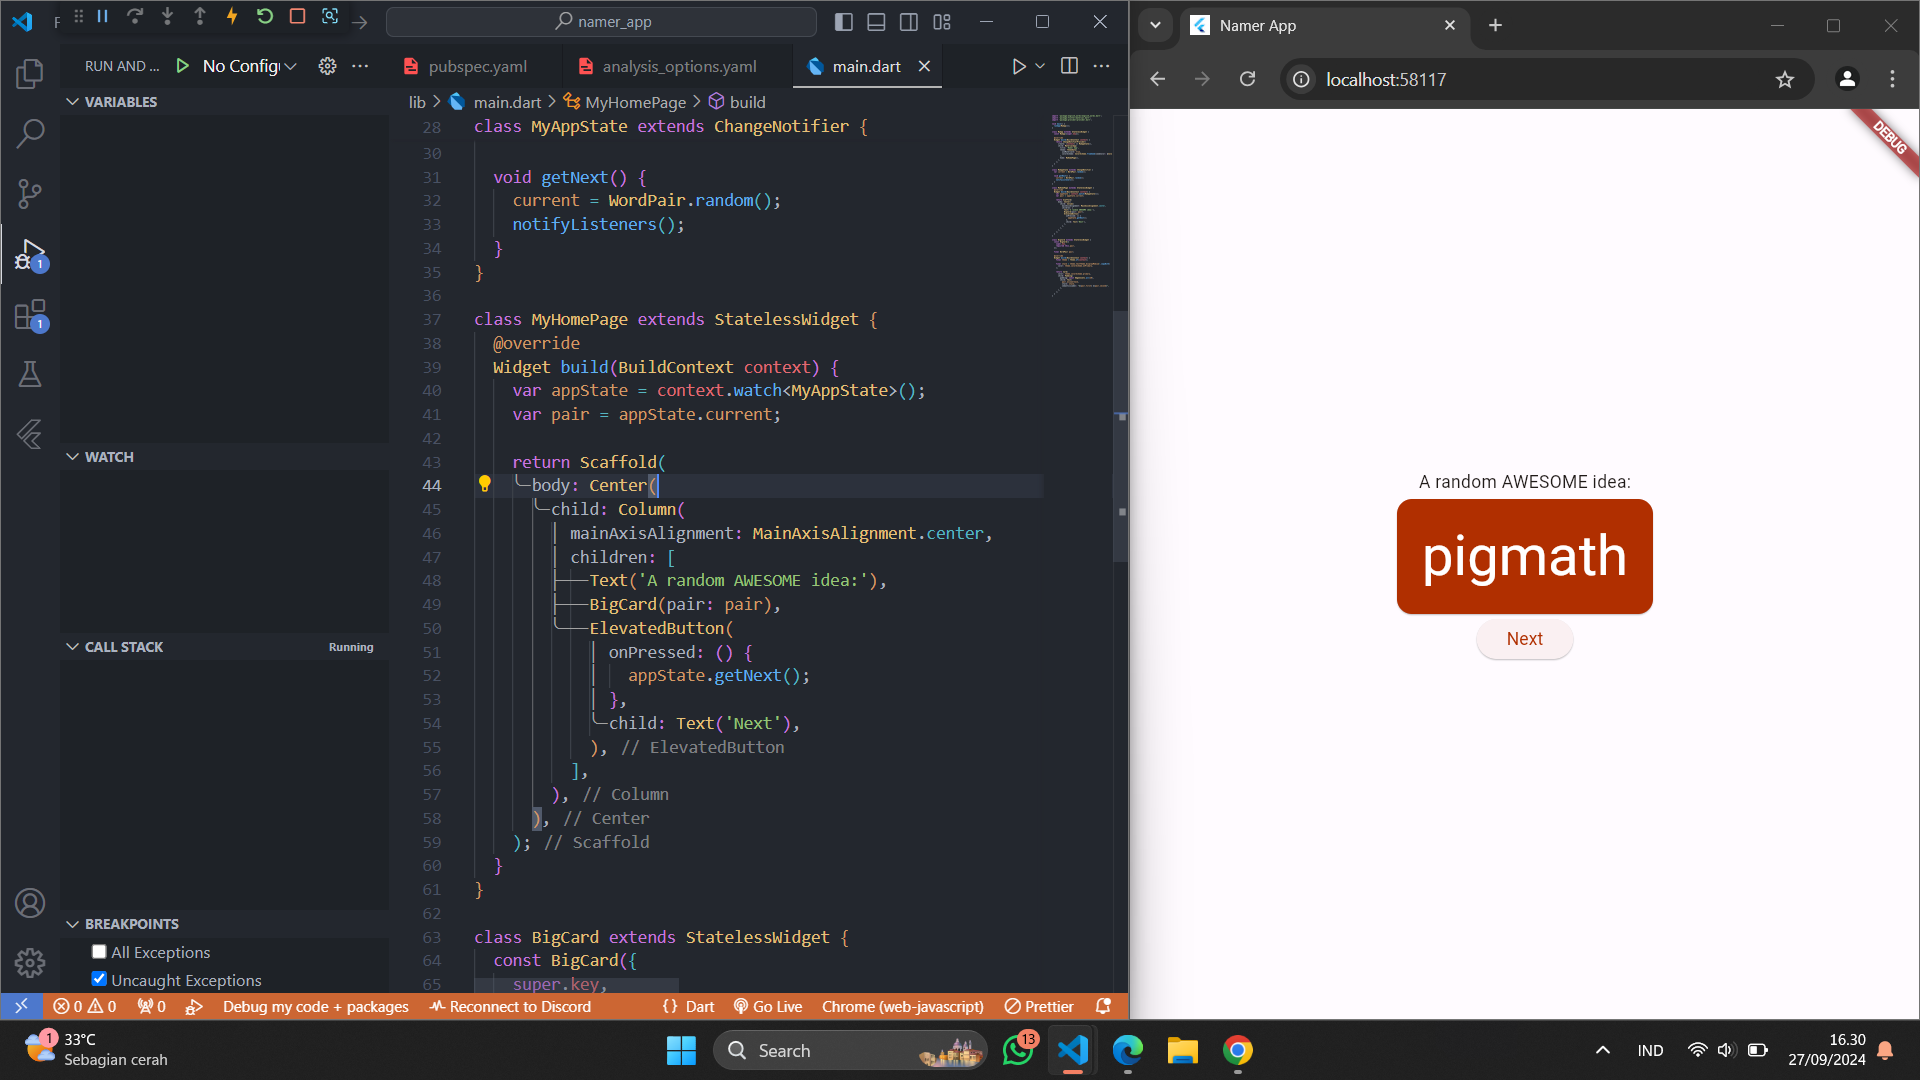 F
namer_app
RUN AND ...
No Config
pubspec.yaml
analysis_options.yaml
main.dart
lib > main.dart > MyHomePage > build
VARIABLES
WATCH
CALL STACK
Running
BREAKPOINTS
All Exceptions
Uncaught Exceptions
1
1
28 class MyAppState extends ChangeNotifier {
30
31 void getNext() {
32 current = WordPair.random();
33 notifyListeners();
34 }
35 }
36
37 class MyHomePage extends StatelessWidget {
38 @override
39 Widget build(BuildContext context) {
40 var appState = context.watch<MyAppState>();
41 var pair = appState.current;
42
43 return Scaffold(
44 body: Center(
45 child: Column(
46 mainAxisAlignment: MainAxisAlignment.center,
47 children: [
48 Text('A random AWESOME idea:'),
49 BigCard(pair: pair),
50 ElevatedButton(
51 onPressed: () {
52 appState.getNext();
53 },
54 child: Text('Next'),
55 ), // ElevatedButton
56 ],
57 ), // Column
58 ), // Center
59 ); // Scaffold
60 }
61 }
62
63 class BigCard extends StatelessWidget {
64 const BigCard({
65 super.key,
0 0 0 Debug my code + packages Reconnect to Discord {} Dart Go Live Chrome (web-javascript) Prettier
Namer App
localhost:58117
DEBUG
A random AWESOME idea:
pigmath
Next
1
33°C
Sebagian cerah
Search
13
IND
16.30
27/09/2024